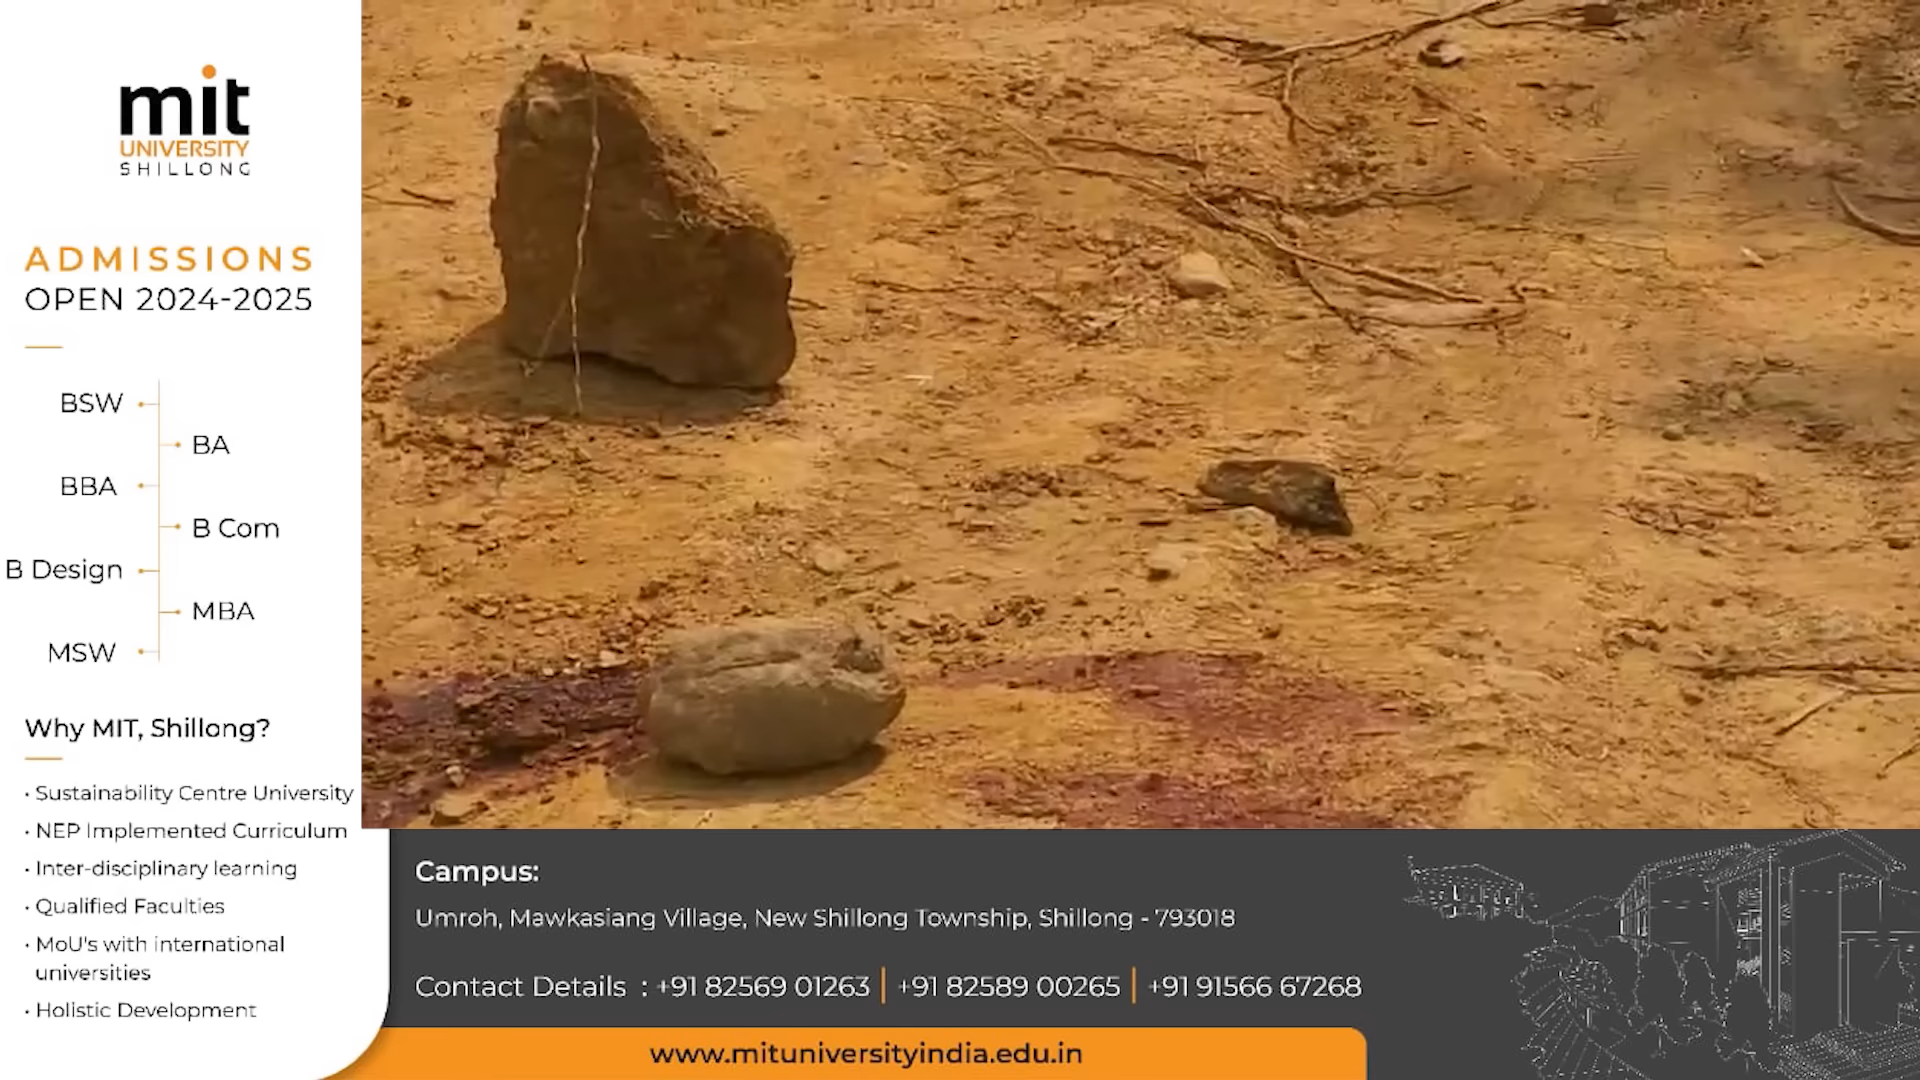 mit
UNIVERSITY
SHILLONG
ADMISSIONS
OPEN 2024-2025
BSW
BA
BBA
B Com
B Design
MBA
MSW
Why MIT, Shillong?
· Sustainability Centre University
· NEP Implemented Curriculum
· Inter-disciplinary learning
· Qualified Faculties
· MoU's with international
universities
· Holistic Development
Campus:
Umroh, Mawkasiang Village, New Shillong Township, Shillong - 793018
Contact Details : +91 82569 01263 | +91 82589 00265 | +91 91566 67268
www.mituniversityindia.edu.in